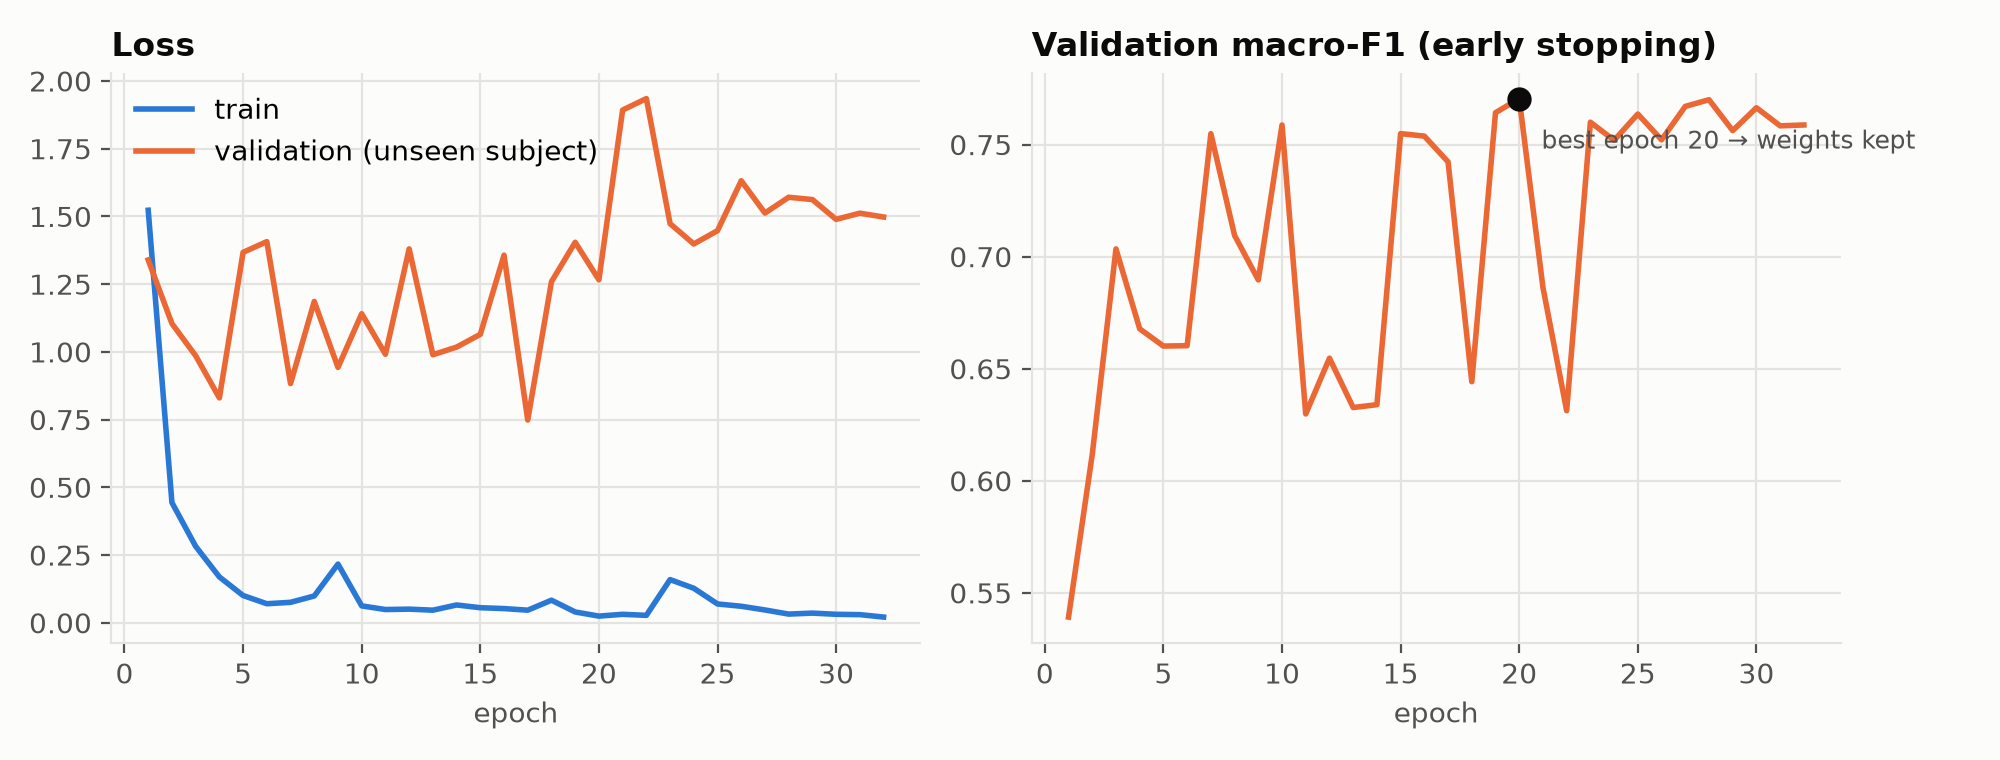 Loss
2.00
1.75
1.50
1.25
1.00
0.75
0.50
0.25
0.00
train
validation (unseen subject)
0 5 10 15 20 25 30
epoch
Validation macro-F1 (early stopping)
0.75
0.70
0.65
0.60
0.55
best epoch 20 → weights kept
0 5 10 15 20 25 30
epoch